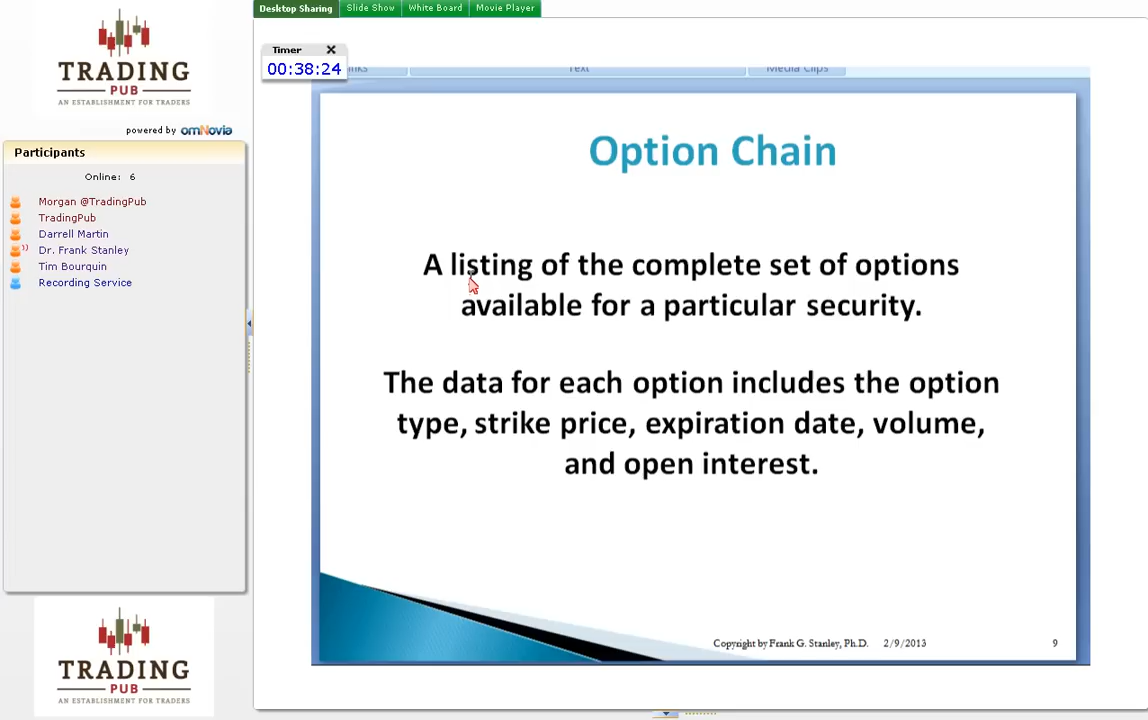 Desktop Sharing
Slide Show
White Board
Movie Player
TRADING
PUB
AN ESTABLISHMENT FOR TRADERS
powered by omNovia
Participants
Online: 6
Morgan @TradingPub
TradingPub
Darrell Martin
Dr. Frank Stanley
Tim Bourquin
Recording Service
TRADING
PUB
AN ESTABLISHMENT FOR TRADERS
Timer
00:38:24
Text
Media Clips
Option Chain
A listing of the complete set of options
available for a particular security.
The data for each option includes the option
type, strike price, expiration date, volume,
and open interest.
Copyright by Frank G. Stanley, Ph.D. 2/9/2013 9